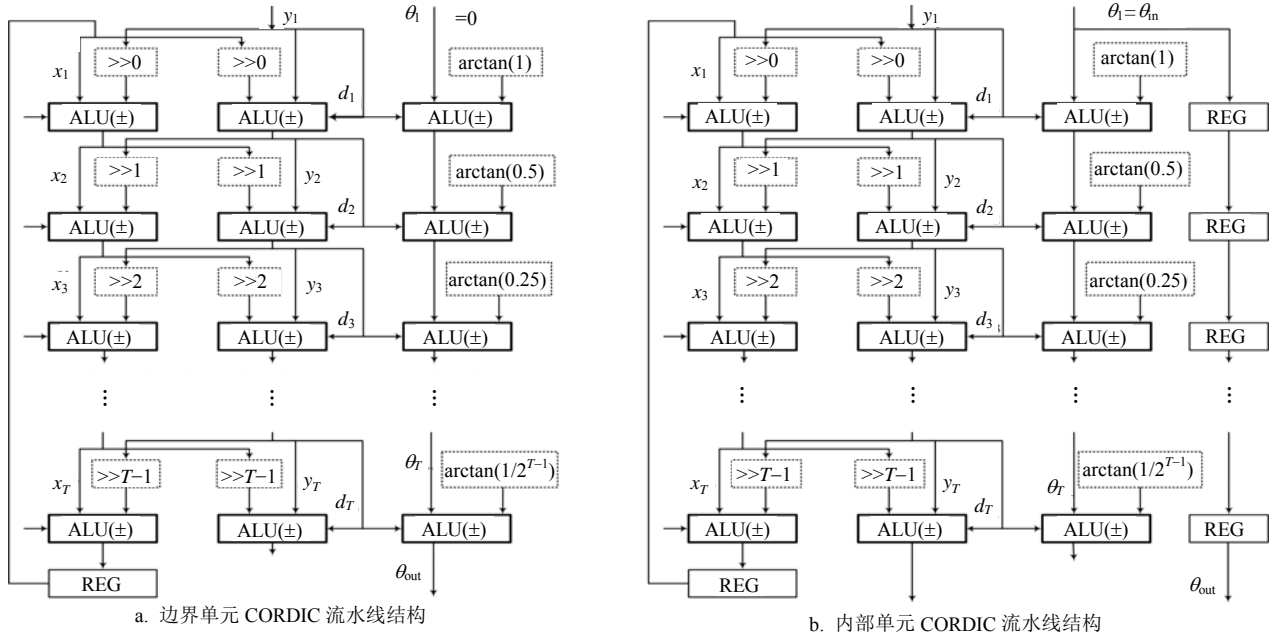 y₁ θ₁ =0
>>0 >>0 arctan(1)
x₁ d₁
ALU(±) ALU(±) ALU(±)
>>1 >>1 arctan(0.5)
x₂ y₂ d₂
ALU(±) ALU(±) ALU(±)
>>2 >>2 arctan(0.25)
x₃ y₃ d₃
ALU(±) ALU(±) ALU(±)
⋮ ⋮ ⋮
>>T−1 >>T−1 θ_T arctan(1/2^{T−1})
x_T y_T d_T
ALU(±) ALU(±) ALU(±)
REG θ_out
a. 边界单元 CORDIC 流水线结构
y₁ θ₁=θ_in
>>0 >>0 arctan(1)
x₁ d₁
ALU(±) ALU(±) ALU(±) REG
>>1 >>1 arctan(0.5)
x₂ y₂ d₂
ALU(±) ALU(±) ALU(±) REG
>>2 >>2 arctan(0.25)
x₃ y₃ d₃
ALU(±) ALU(±) ALU(±) REG
⋮ ⋮ ⋮ ⋮
>>T−1 >>T−1 arctan(1/2^{T−1})
x_T y_T d_T θ_T
ALU(±) ALU(±) ALU(±) REG
REG θ_out
b. 内部单元 CORDIC 流水线结构